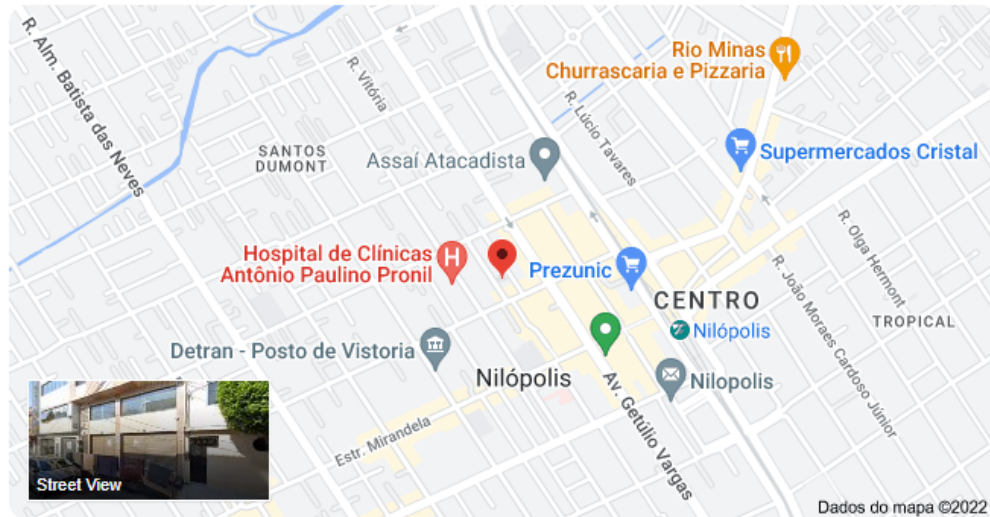 R. Alm. Batista das Neves
R. Vitória
Rio Minas
Churrascaria e Pizzaria
R. Lúcio Tavares
SANTOS
DUMONT
Assaí Atacadista
Supermercados Cristal
Hospital de Clínicas
Antônio Paulino Pronil
H
Prezunic
R. Olga Hermont
CENTRO
R. João Moraes Cardoso Júnior
TROPICAL
Nilópolis
Detran - Posto de Vistoria
Nilópolis
Nilopolis
Av. Getúlio Vargas
Estr. Mirandela
Street View
Dados do mapa ©2022